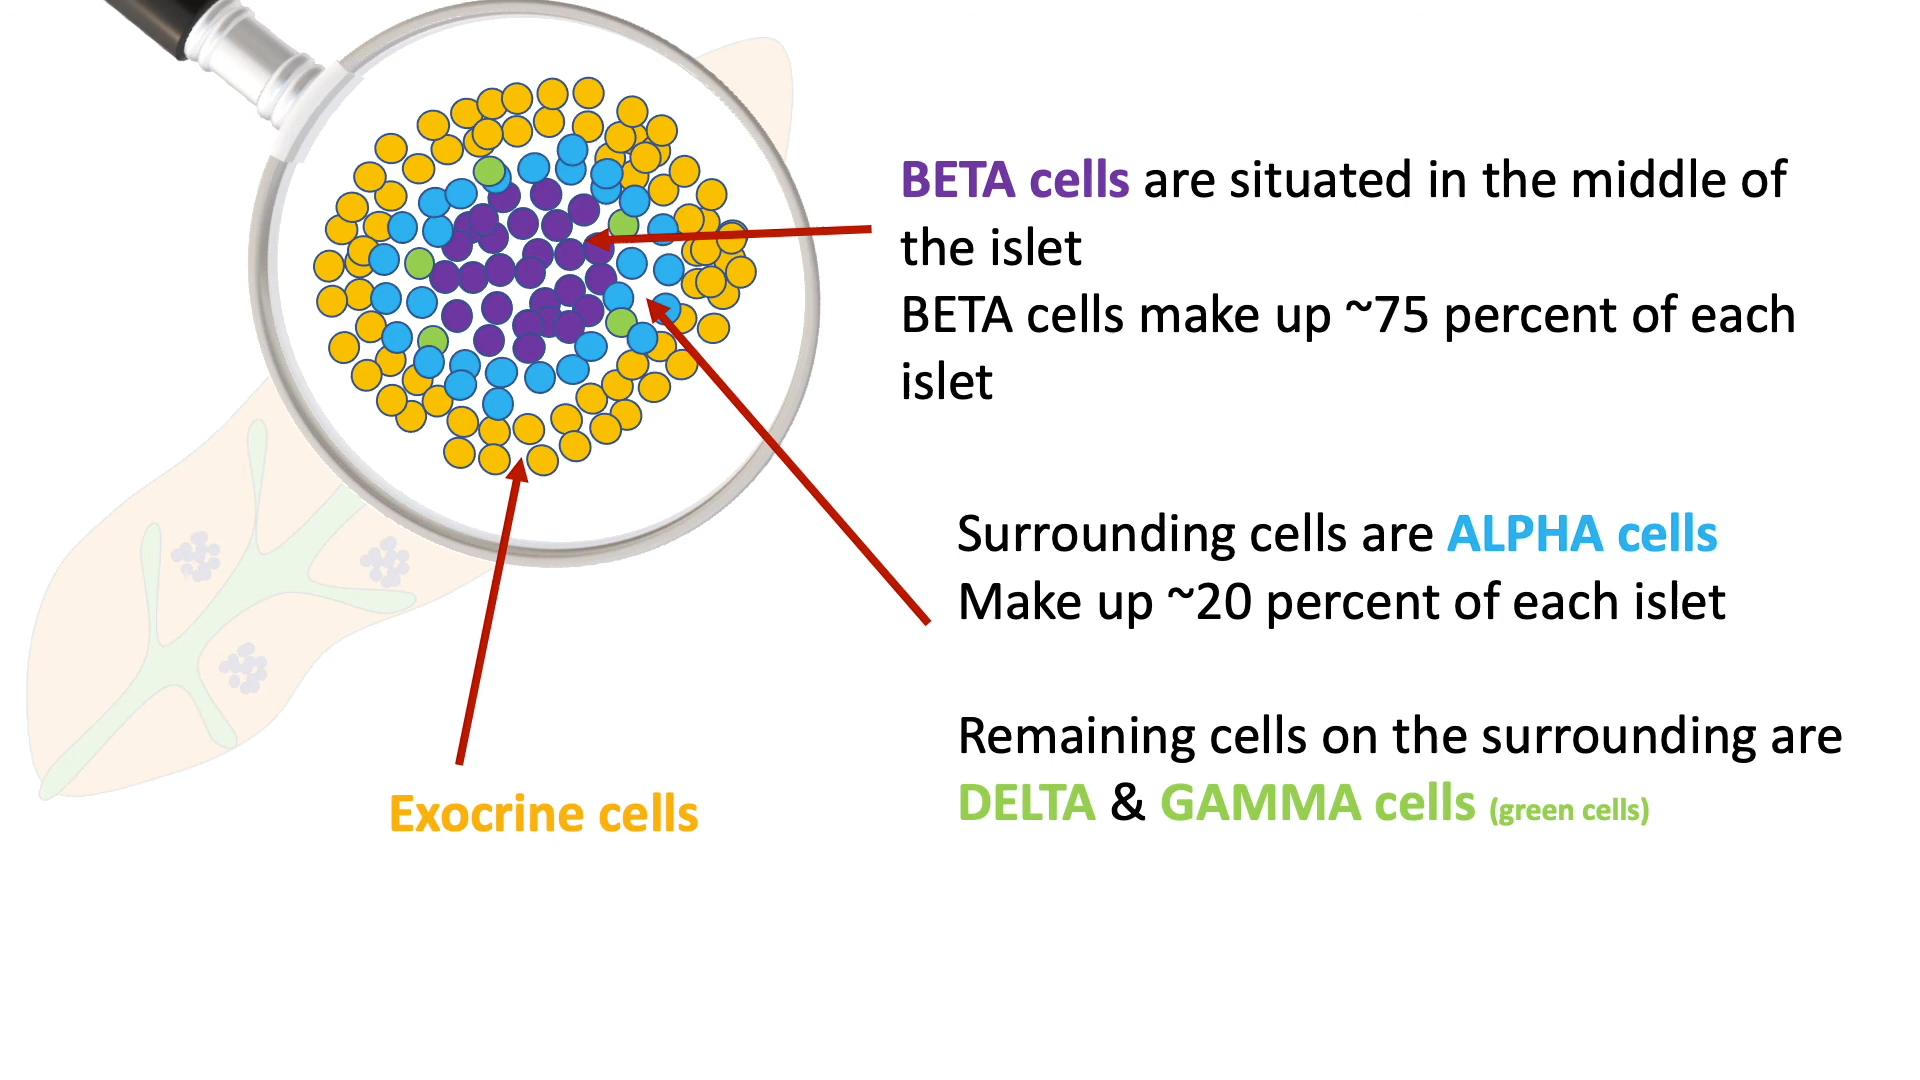 BETA cells are situated in the middle of
the islet
BETA cells make up ~75 percent of each
islet
Surrounding cells are ALPHA cells
Make up ~20 percent of each islet
Remaining cells on the surrounding are
DELTA & GAMMA cells (green cells)
Exocrine cells